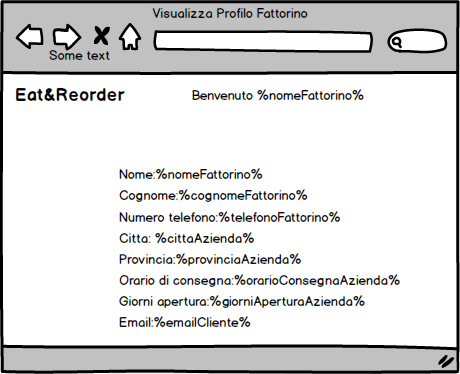 Visualizza Profilo Fattorino
Some text
Eat&Reorder
Benvenuto %nomeFattorino%
Nome:%nomeFattorino%
Cognome:%cognomeFattorino%
Numero telefono:%telefonoFattorino%
Citta: %cittaAzienda%
Provincia:%provinciaAzienda%
Orario di consegna:%orarioConsegnaAzienda%
Giorni apertura:%giorniAperturaAzienda%
Email:%emailCliente%